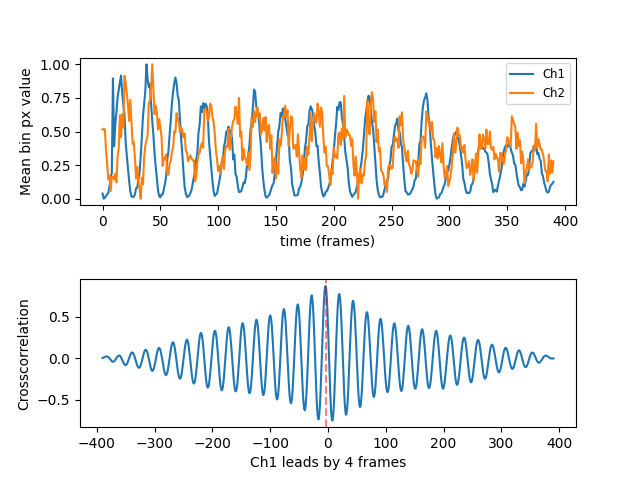 1.00
0.75
0.50
0.25
0.00
Mean bin px value
Ch1
Ch2
0 50 100 150 200 250 300 350 400
time (frames)
0.5
0.0
−0.5
Crosscorrelation
−400 −300 −200 −100 0 100 200 300 400
Ch1 leads by 4 frames